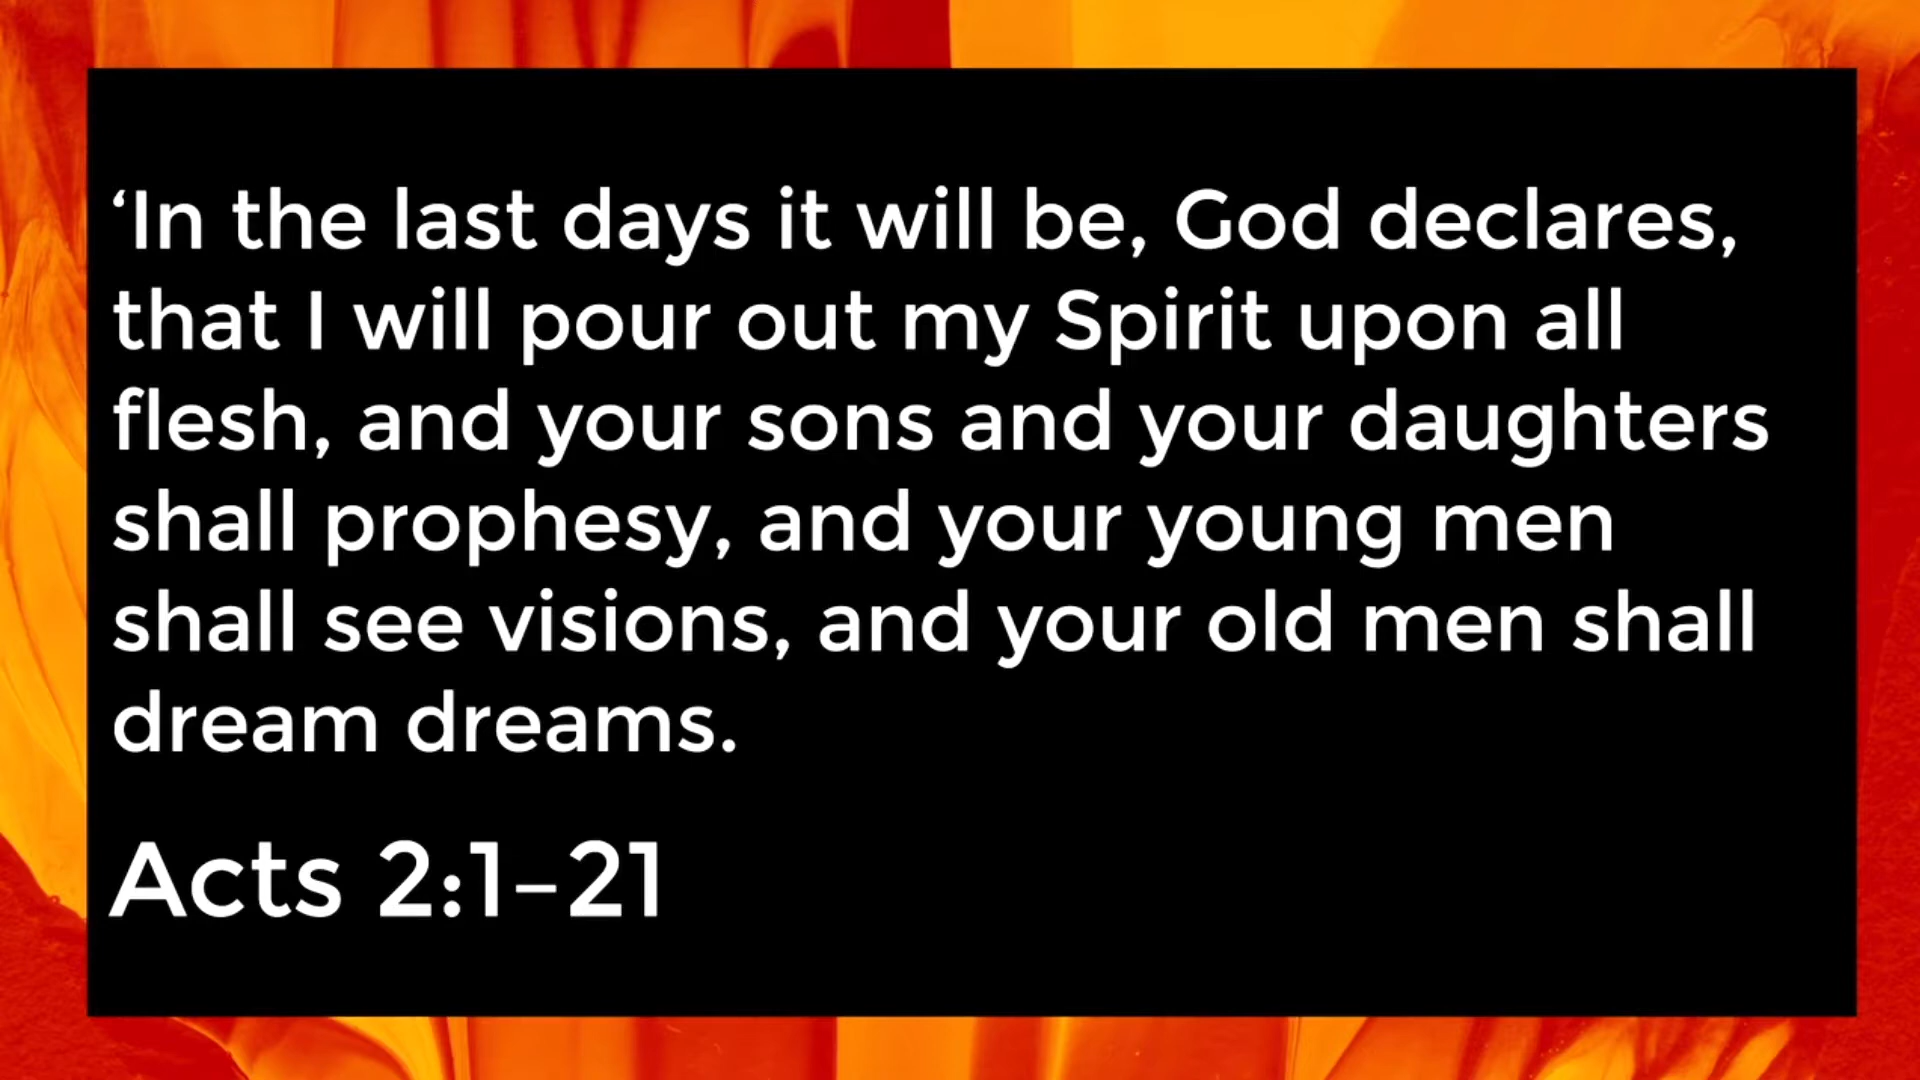 ‘In the last days it will be, God declares,
that I will pour out my Spirit upon all
flesh, and your sons and your daughters
shall prophesy, and your young men
shall see visions, and your old men shall
dream dreams.
Acts 2:1–21